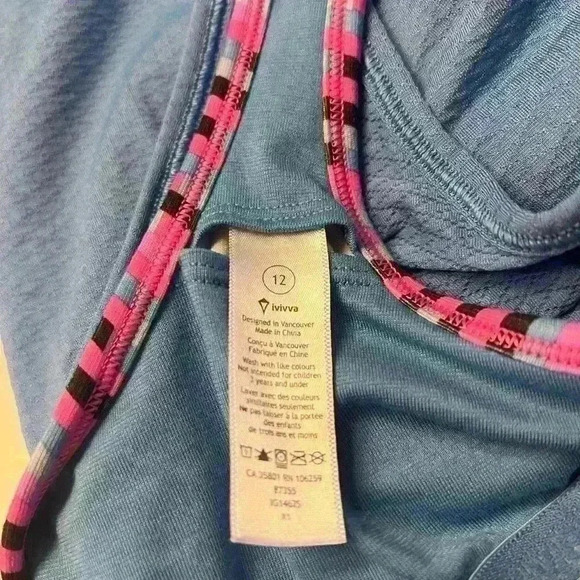 12
ivivva
Designed in Vancouver
Made in China
Conçu à Vancouver
Fabriqué en Chine
Wash with like colours
Not intended for children
3 years and under
Laver avec des couleurs
similaires seulement
Ne pas laisser à la portée
des enfants
de trois ans et moins
CA 35801 RN 106259